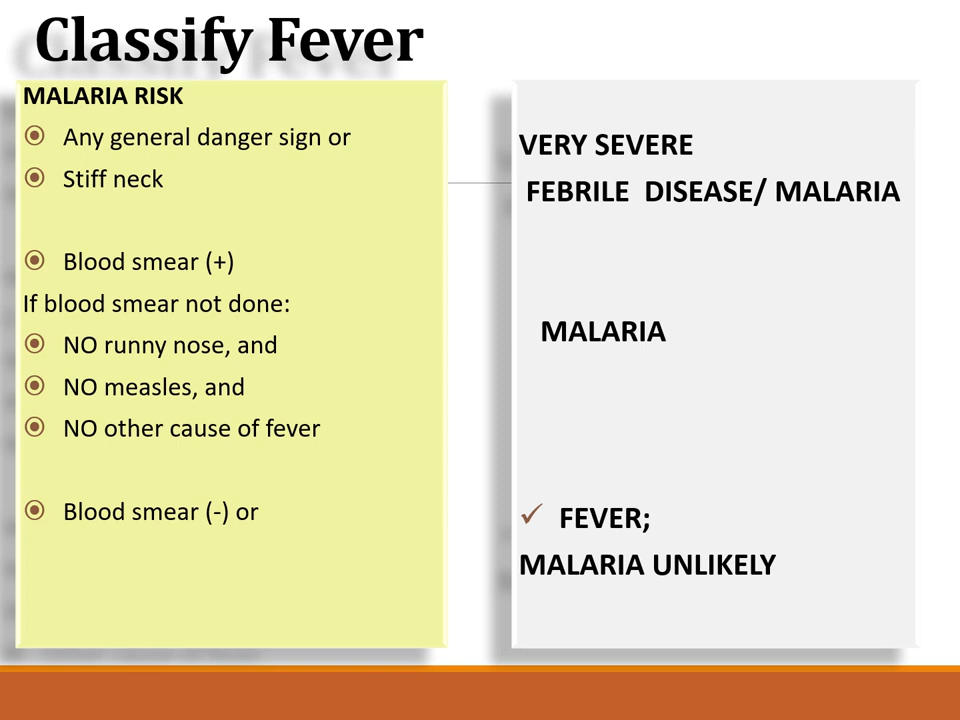 Classify Fever
MALARIA RISK
Any general danger sign or
Stiff neck
Blood smear (+)
If blood smear not done:
NO runny nose, and
NO measles, and
NO other cause of fever
Blood smear (-) or
VERY SEVERE
FEBRILE DISEASE/ MALARIA
MALARIA
FEVER;
MALARIA UNLIKELY